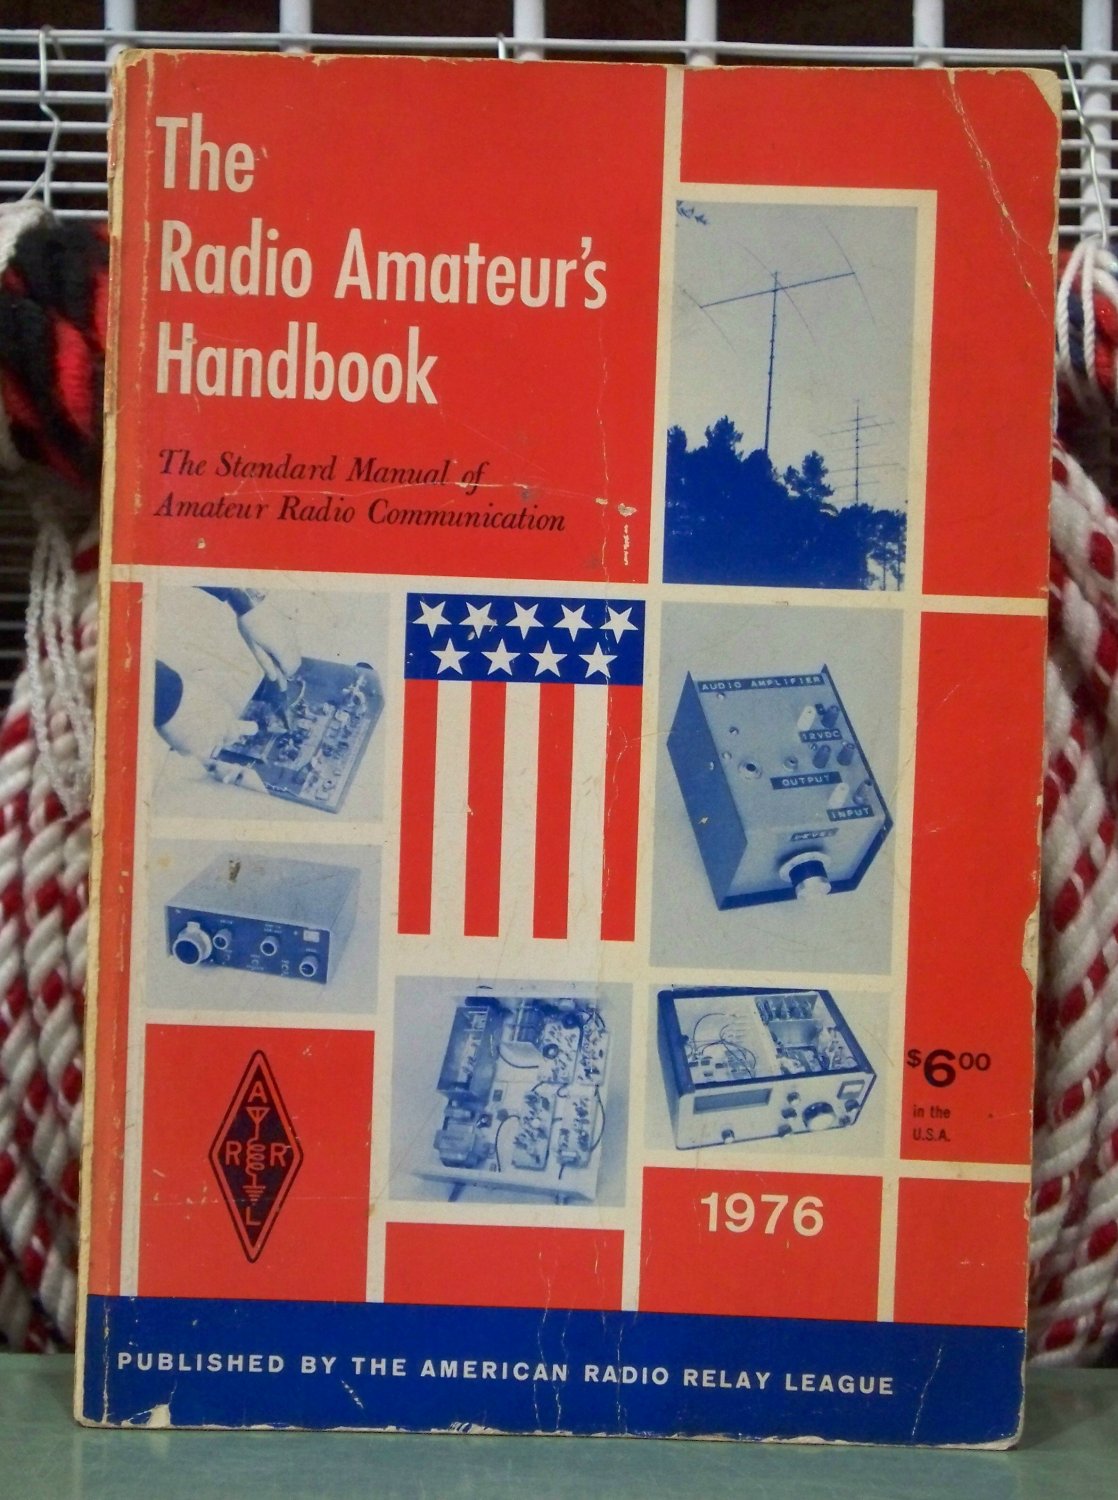 The
Radio Amateur's
Handbook
The Standard Manual of
Amateur Radio Communication
AUDIO AMPLIFIER
12VDC
OUTPUT
INPUT
LEVEL
$6.00
in the
U.S.A.
A
R R
L
1976
PUBLISHED BY THE AMERICAN RADIO RELAY LEAGUE